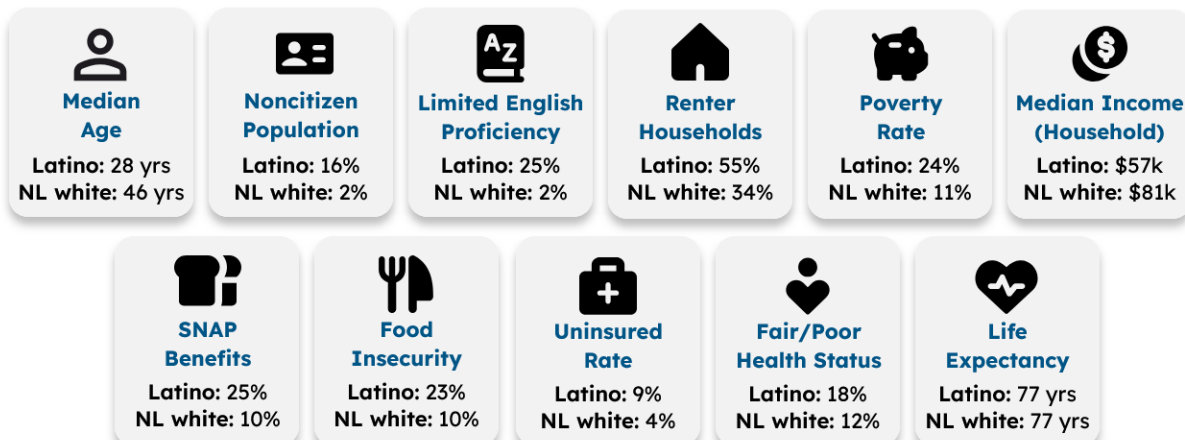 Median
Age
Latino: 28 yrs
NL white: 46 yrs
Noncitizen
Population
Latino: 16%
NL white: 2%
AZ
Limited English
Proficiency
Latino: 25%
NL white: 2%
Renter
Households
Latino: 55%
NL white: 34%
Poverty
Rate
Latino: 24%
NL white: 11%
$
Median Income
(Household)
Latino: $57k
NL white: $81k
SNAP
Benefits
Latino: 25%
NL white: 10%
Food
Insecurity
Latino: 23%
NL white: 10%
Uninsured
Rate
Latino: 9%
NL white: 4%
Fair/Poor
Health Status
Latino: 18%
NL white: 12%
Life
Expectancy
Latino: 77 yrs
NL white: 77 yrs